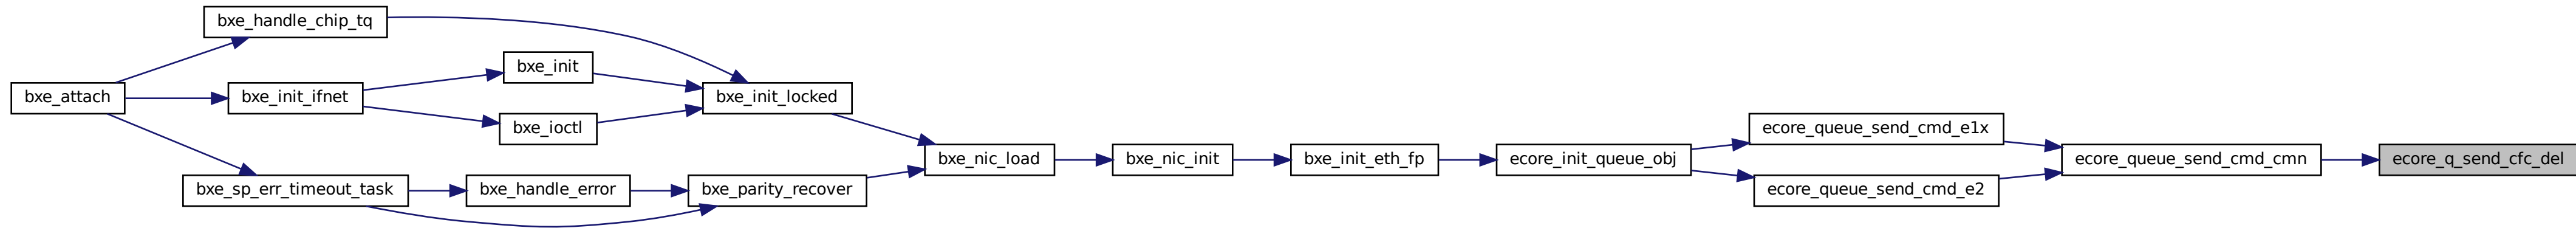 bxe_handle_chip_tq
bxe_attach
bxe_init_ifnet
bxe_init
bxe_ioctl
bxe_init_locked
bxe_sp_err_timeout_task
bxe_handle_error
bxe_parity_recover
bxe_nic_load
bxe_nic_init
bxe_init_eth_fp
ecore_init_queue_obj
ecore_queue_send_cmd_e1x
ecore_queue_send_cmd_e2
ecore_queue_send_cmd_cmn
ecore_q_send_cfc_del